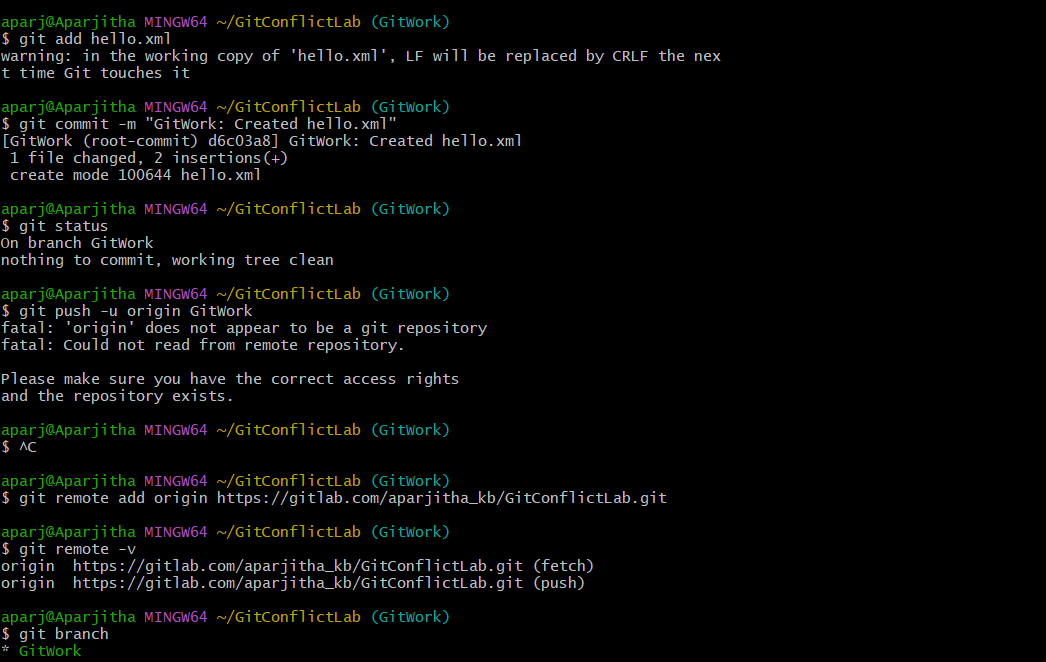 aparj@Aparjitha MINGW64 ~/GitConflictLab (GitWork)
$ git add hello.xml
warning: in the working copy of 'hello.xml', LF will be replaced by CRLF the nex
t time Git touches it
aparj@Aparjitha MINGW64 ~/GitConflictLab (GitWork)
$ git commit -m "GitWork: Created hello.xml"
[GitWork (root-commit) d6c03a8] GitWork: Created hello.xml
 1 file changed, 2 insertions(+)
 create mode 100644 hello.xml
aparj@Aparjitha MINGW64 ~/GitConflictLab (GitWork)
$ git status
On branch GitWork
nothing to commit, working tree clean
aparj@Aparjitha MINGW64 ~/GitConflictLab (GitWork)
$ git push -u origin GitWork
fatal: 'origin' does not appear to be a git repository
fatal: Could not read from remote repository.
Please make sure you have the correct access rights
and the repository exists.
aparj@Aparjitha MINGW64 ~/GitConflictLab (GitWork)
$ ^C
aparj@Aparjitha MINGW64 ~/GitConflictLab (GitWork)
$ git remote add origin https://gitlab.com/aparjitha_kb/GitConflictLab.git
aparj@Aparjitha MINGW64 ~/GitConflictLab (GitWork)
$ git remote -v
origin  https://gitlab.com/aparjitha_kb/GitConflictLab.git (fetch)
origin  https://gitlab.com/aparjitha_kb/GitConflictLab.git (push)
aparj@Aparjitha MINGW64 ~/GitConflictLab (GitWork)
$ git branch
* GitWork